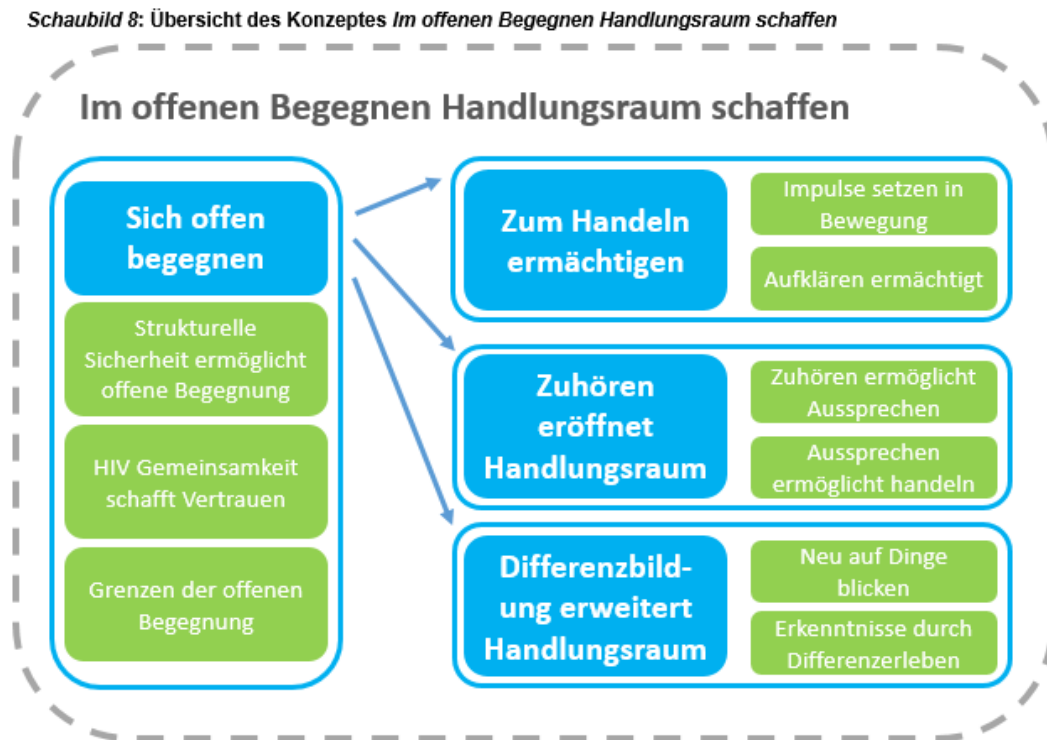 Schaubild 8: Übersicht des Konzeptes Im offenen Begegnen Handlungsraum schaffen
Im offenen Begegnen Handlungsraum schaffen
Sich offen
begegnen
Strukturelle
Sicherheit ermöglicht
offene Begegnung
HIV Gemeinsamkeit
schafft Vertrauen
Grenzen der offenen
Begegnung
Zum Handeln
ermächtigen
Impulse setzen in
Bewegung
Aufklären ermächtigt
Zuhören
eröffnet
Handlungsraum
Zuhören ermöglicht
Aussprechen
Aussprechen
ermöglicht handeln
Differenzbild-
ung erweitert
Handlungsraum
Neu auf Dinge
blicken
Erkenntnisse durch
Differenzerleben